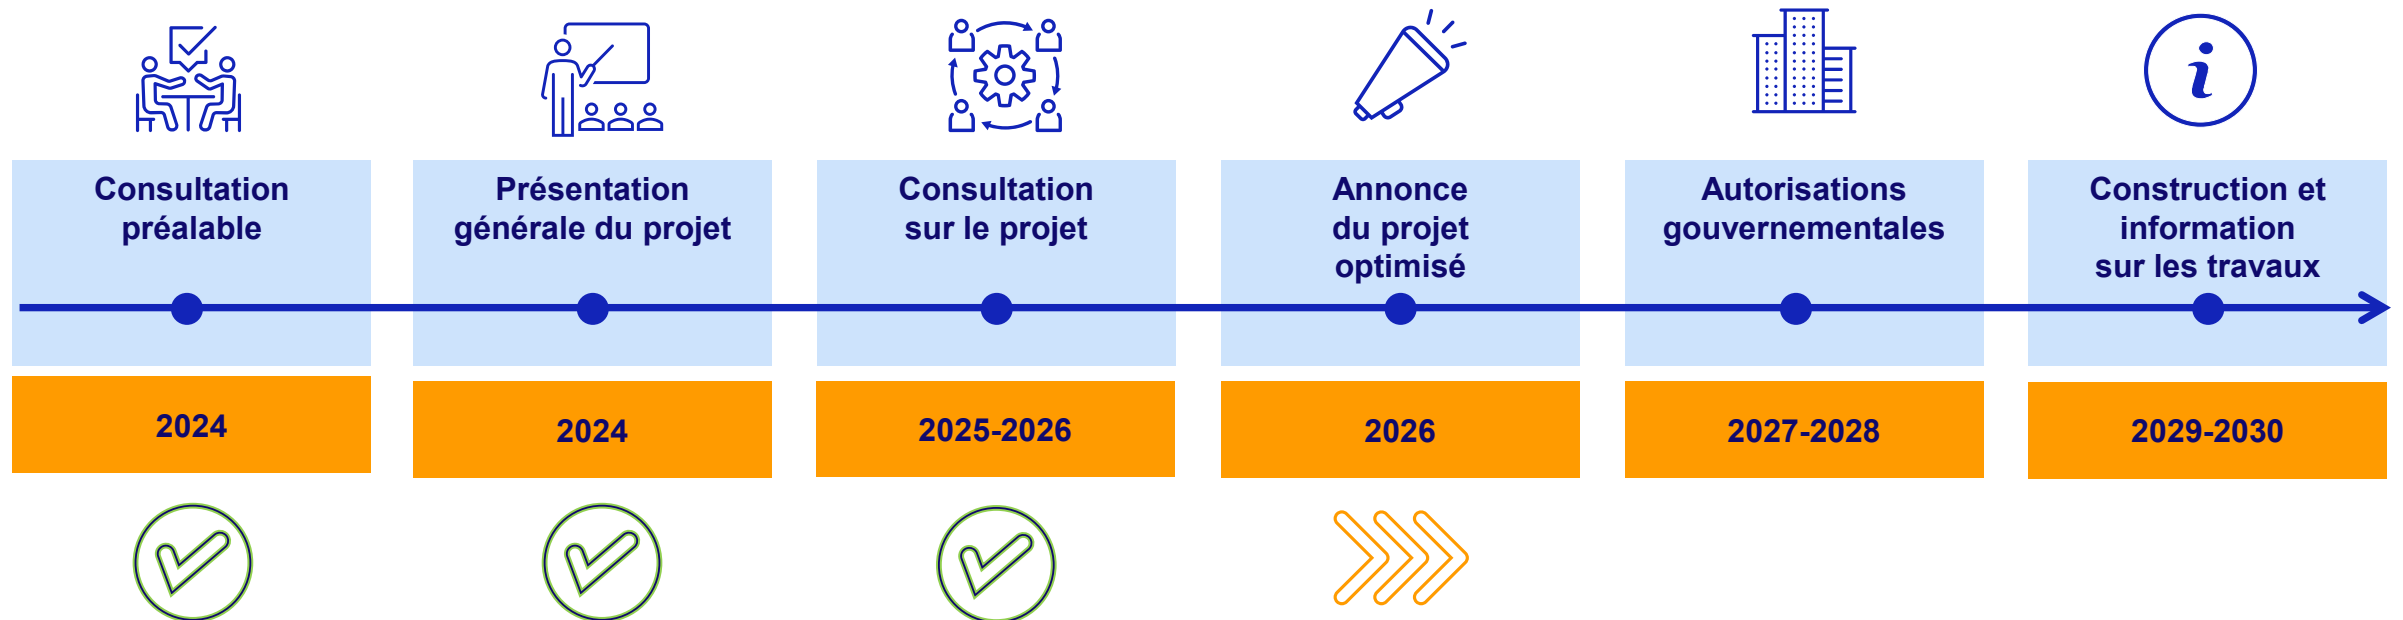 Consultation
préalable
2024
Présentation
générale du projet
2024
Consultation
sur le projet
2025-2026
Annonce
du projet
optimisé
2026
Autorisations
gouvernementales
2027-2028
Construction et
information
sur les travaux
2029-2030